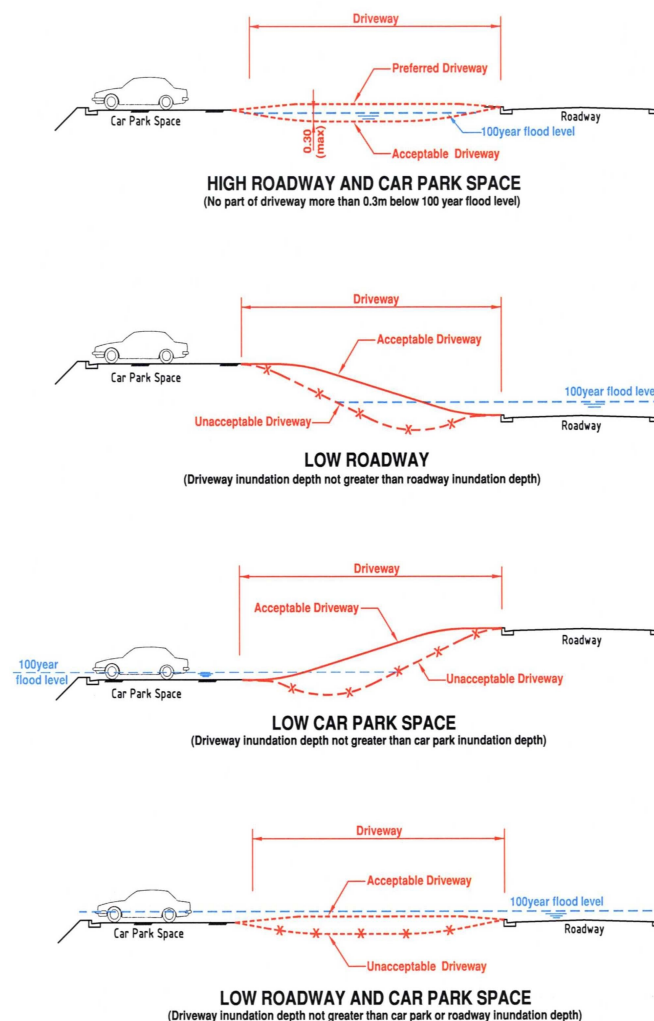 Driveway
Preferred Driveway
Car Park Space
Roadway
0.30
(max)
100year flood level
Acceptable Driveway
HIGH ROADWAY AND CAR PARK SPACE
(No part of driveway more than 0.3m below 100 year flood level)
Driveway
Acceptable Driveway
Car Park Space
100year flood level
Unacceptable Driveway
Roadway
LOW ROADWAY
(Driveway inundation depth not greater than roadway inundation depth)
Driveway
Acceptable Driveway
Roadway
100year
flood level
Unacceptable Driveway
Car Park Space
LOW CAR PARK SPACE
(Driveway inundation depth not greater than car park inundation depth)
Driveway
Acceptable Driveway
100year flood level
Car Park Space
Roadway
Unacceptable Driveway
LOW ROADWAY AND CAR PARK SPACE
(Driveway inundation depth not greater than car park or roadway inundation depth)